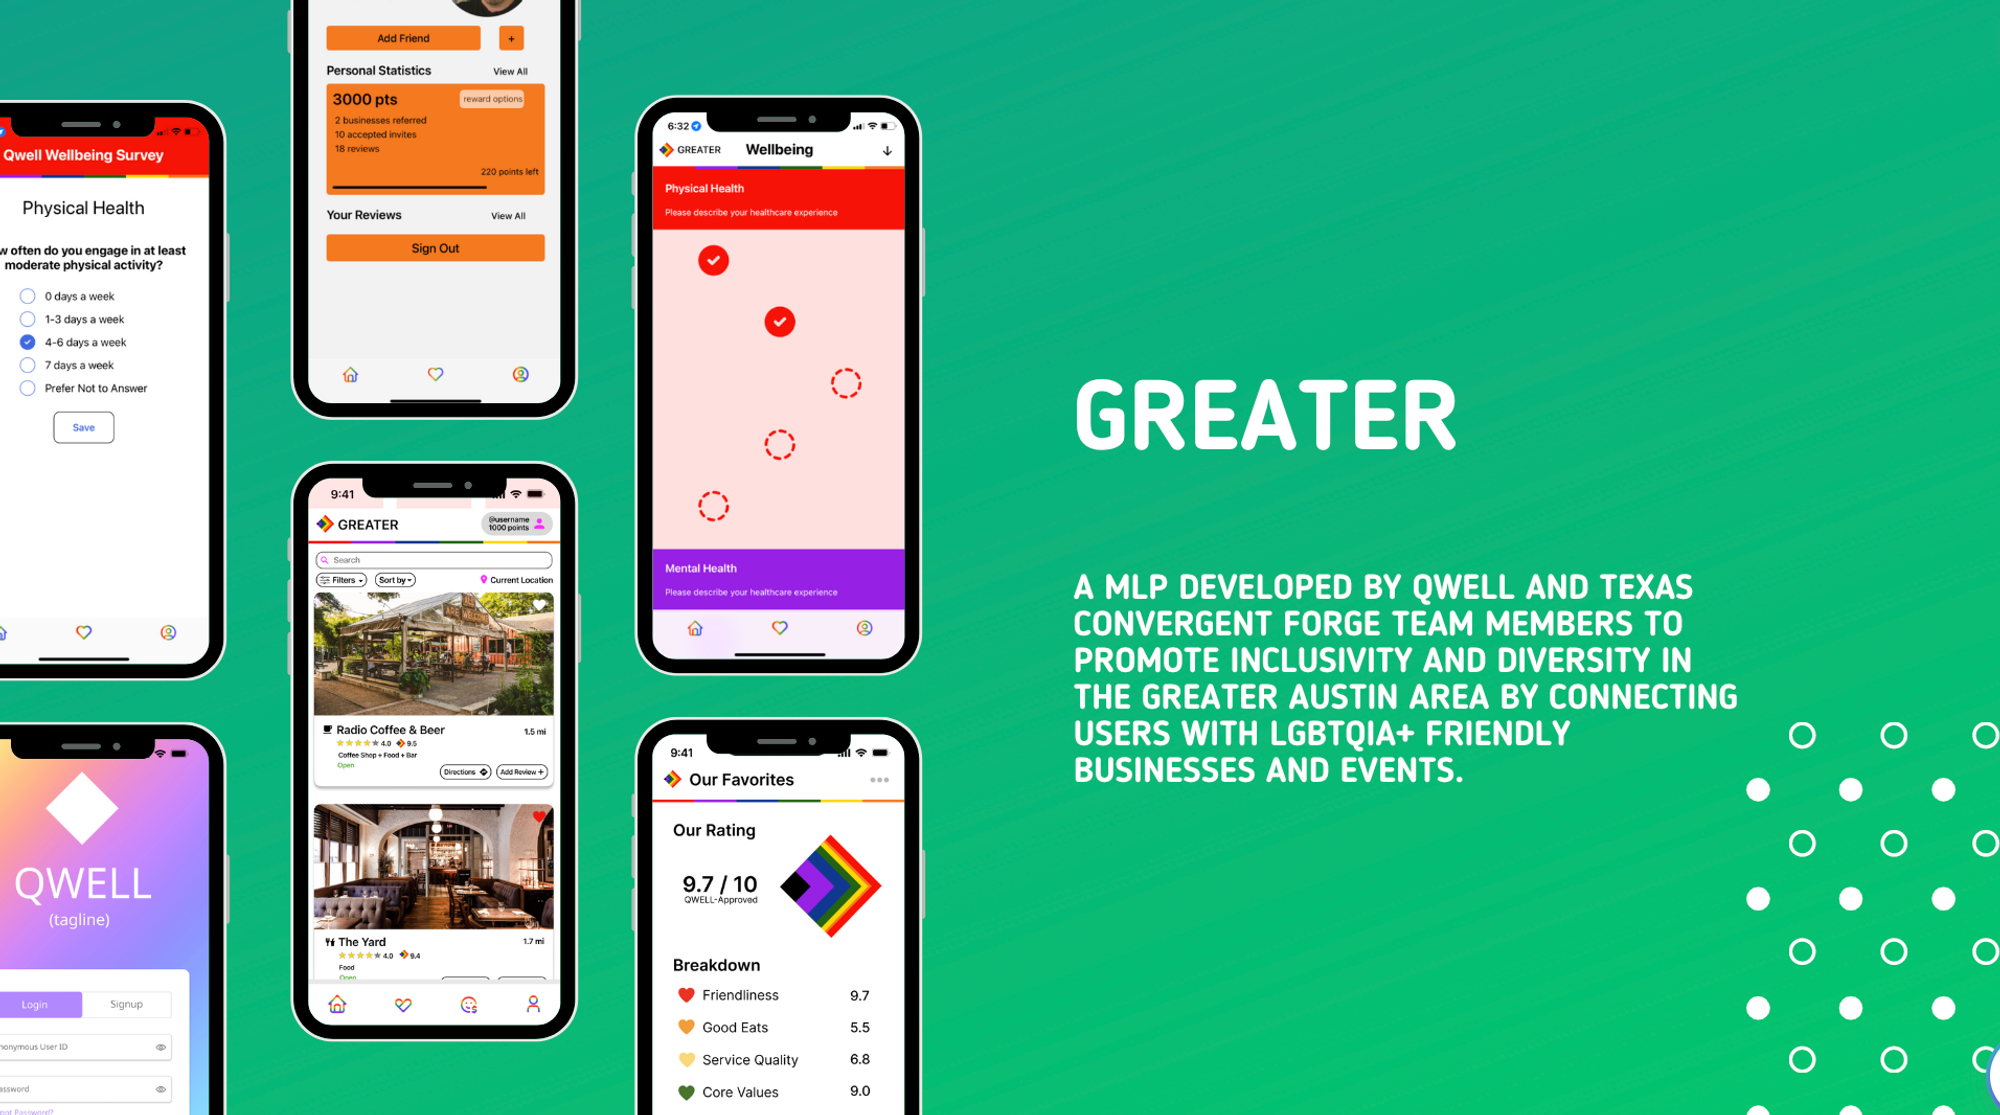 Qwell Wellbeing Survey
Physical Health
w often do you engage in at least
moderate physical activity?
0 days a week
1-3 days a week
4-6 days a week
7 days a week
Prefer Not to Answer
Save
QWELL
(tagline)
Login
Signup
nonymous User ID
assword
got Password?
Add Friend
+
Personal Statistics
View All
3000 pts
reward options
2 businesses referred
10 accepted invites
18 reviews
220 points left
Your Reviews
View All
Sign Out
9:41
GREATER
@username
1000 points
Search
Filters
Sort by
Current Location
Radio Coffee & Beer
1.5 mi
4.0
9.5
Coffee Shop + Food + Bar
Open
Directions
Add Review +
The Yard
1.7 mi
4.0
9.4
Food
Open
6:32
GREATER
Wellbeing
Physical Health
Please describe your healthcare experience
Mental Health
Please describe your healthcare experience
9:41
Our Favorites
Our Rating
9.7 / 10
QWELL-Approved
Breakdown
Friendliness
9.7
Good Eats
5.5
Service Quality
6.8
Core Values
9.0
GREATER
A MLP DEVELOPED BY QWELL AND TEXAS
CONVERGENT FORGE TEAM MEMBERS TO
PROMOTE INCLUSIVITY AND DIVERSITY IN
THE GREATER AUSTIN AREA BY CONNECTING
USERS WITH LGBTQIA+ FRIENDLY
BUSINESSES AND EVENTS.